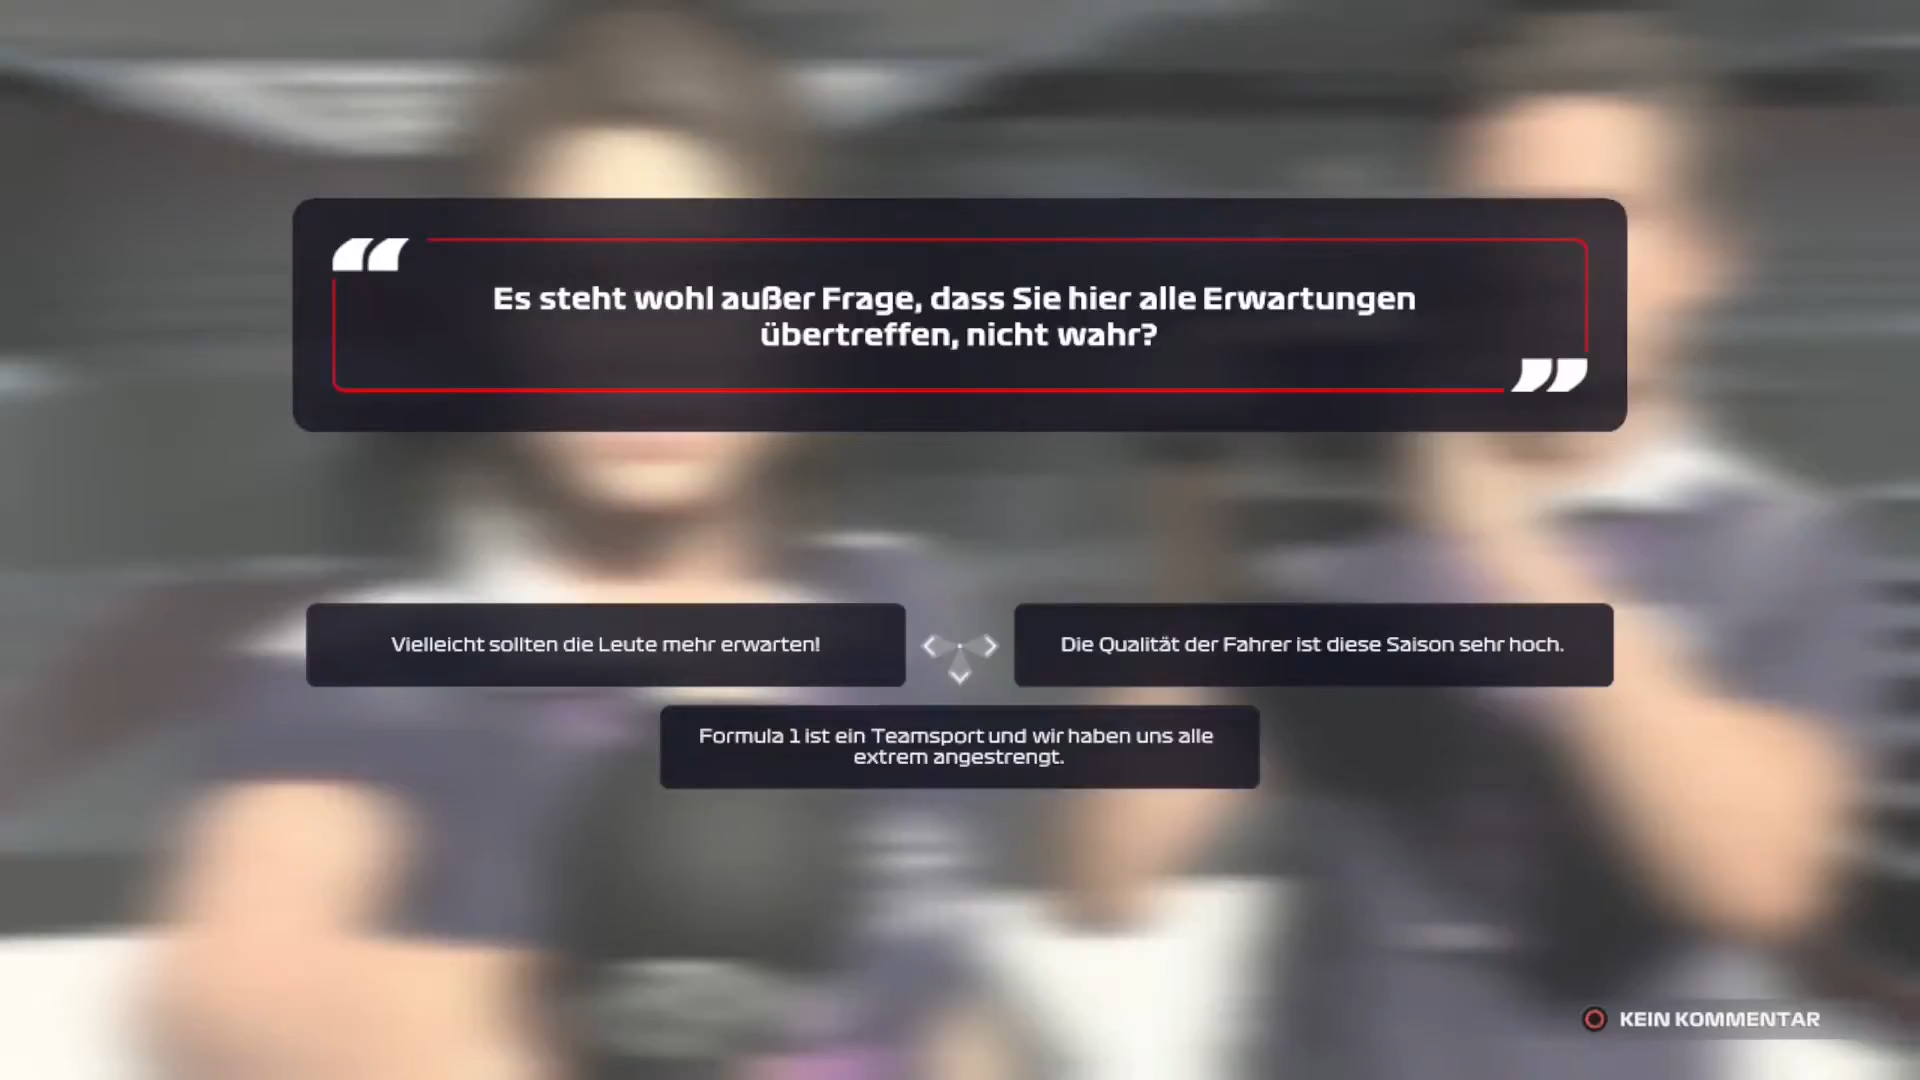 Es steht wohl außer Frage, dass Sie hier alle Erwartungen
übertreffen, nicht wahr?
Vielleicht sollten die Leute mehr erwarten!
Die Qualität der Fahrer ist diese Saison sehr hoch.
Formula 1 ist ein Teamsport und wir haben uns alle
extrem angestrengt.
KEIN KOMMENTAR